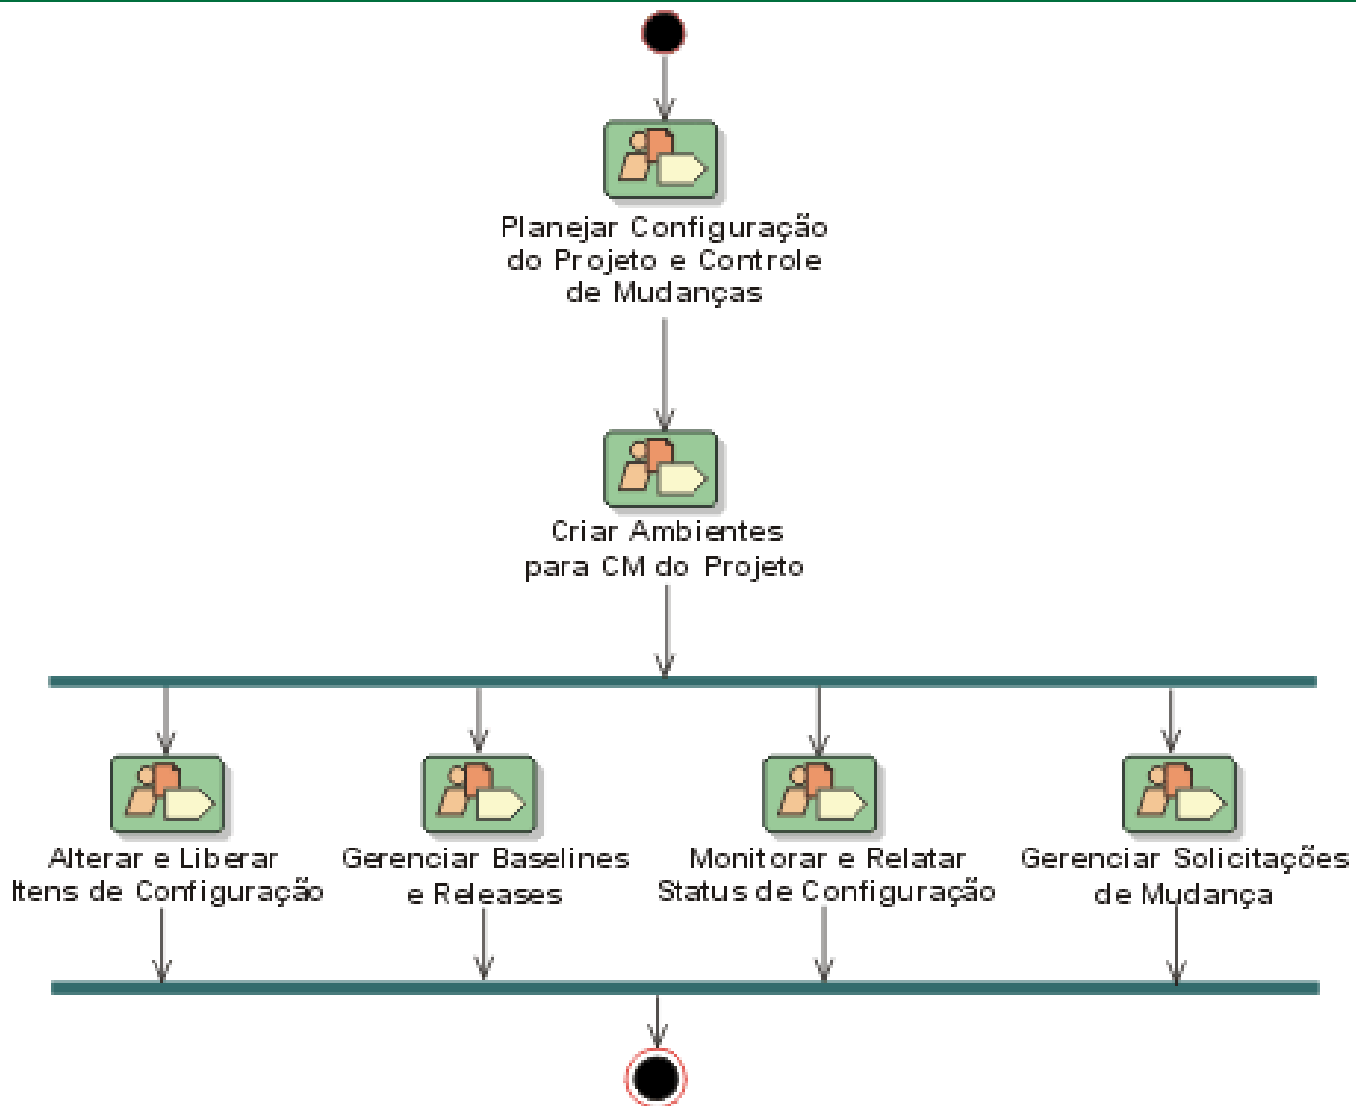 Planejar Configuração
do Projeto e Controle
de Mudanças
Criar Ambientes
para CM do Projeto
Alterar e Liberar
Itens de Configuração
Gerenciar Baselines
e Releases
Monitorar e Relatar
Status de Configuração
Gerenciar Solicitações
de Mudança